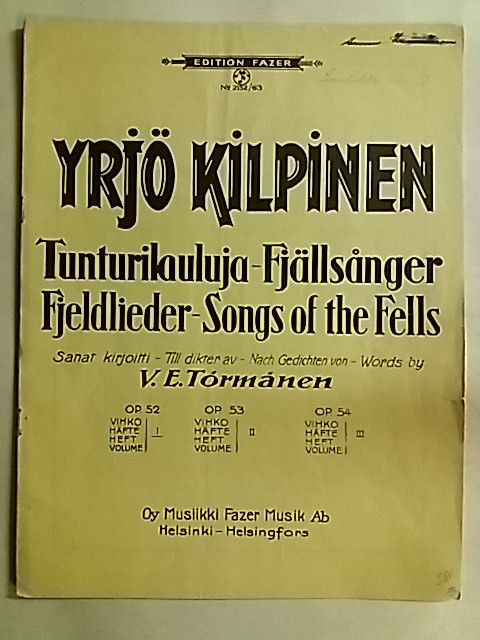 EDITION FAZER
No 2132/63
YRJÖ KILPINEN
Tunturilauluja - Fjällsånger
Fjeldlieder - Songs of the Fells
Sanat kirjoitti - Till dikter av - Nach Gedichten von - Words by
V. E. Törmänen
OP. 52 OP. 53 OP. 54
VIHKO VIHKO VIHKO
HÄFTE I HÄFTE II HÄFTE III
HEFT HEFT HEFT
VOLUME VOLUME VOLUME
Oy Musiikki Fazer Musik Ab
Helsinki - Helsingfors